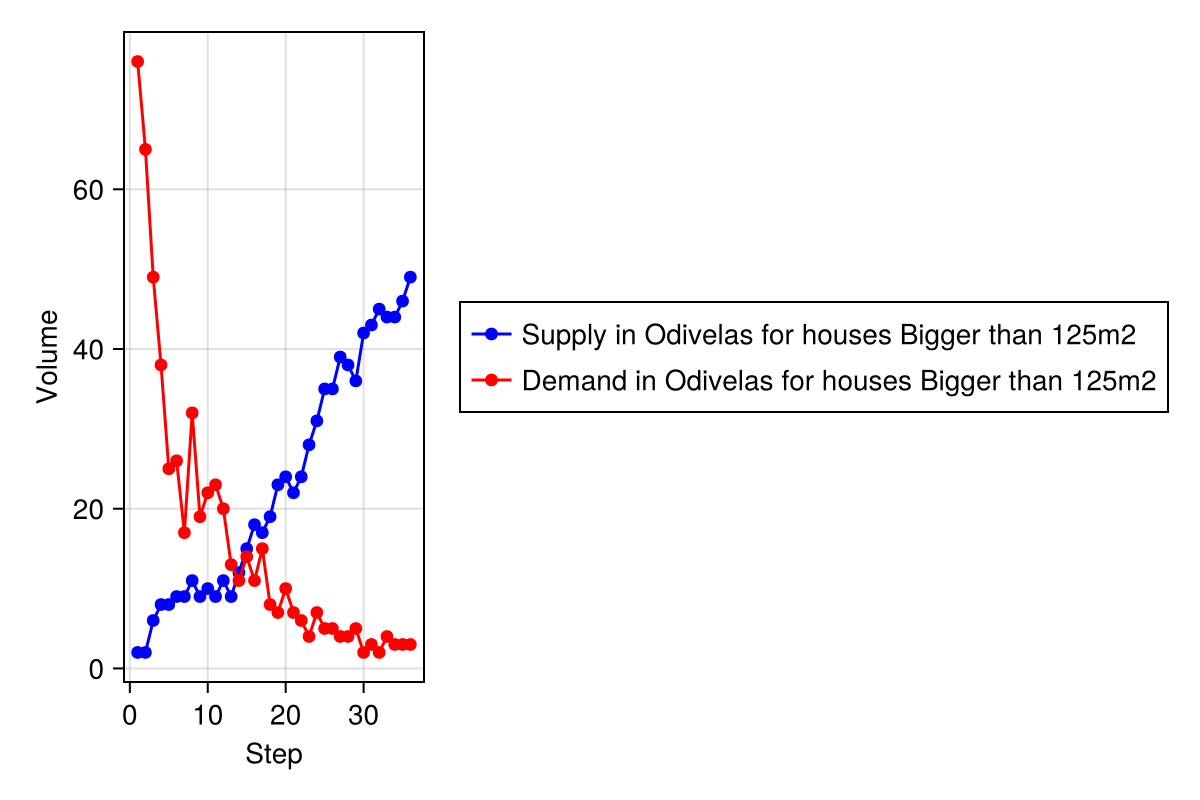 Volume
60
40
20
0
0 10 20 30
Step
Supply in Odivelas for houses Bigger than 125m2
Demand in Odivelas for houses Bigger than 125m2